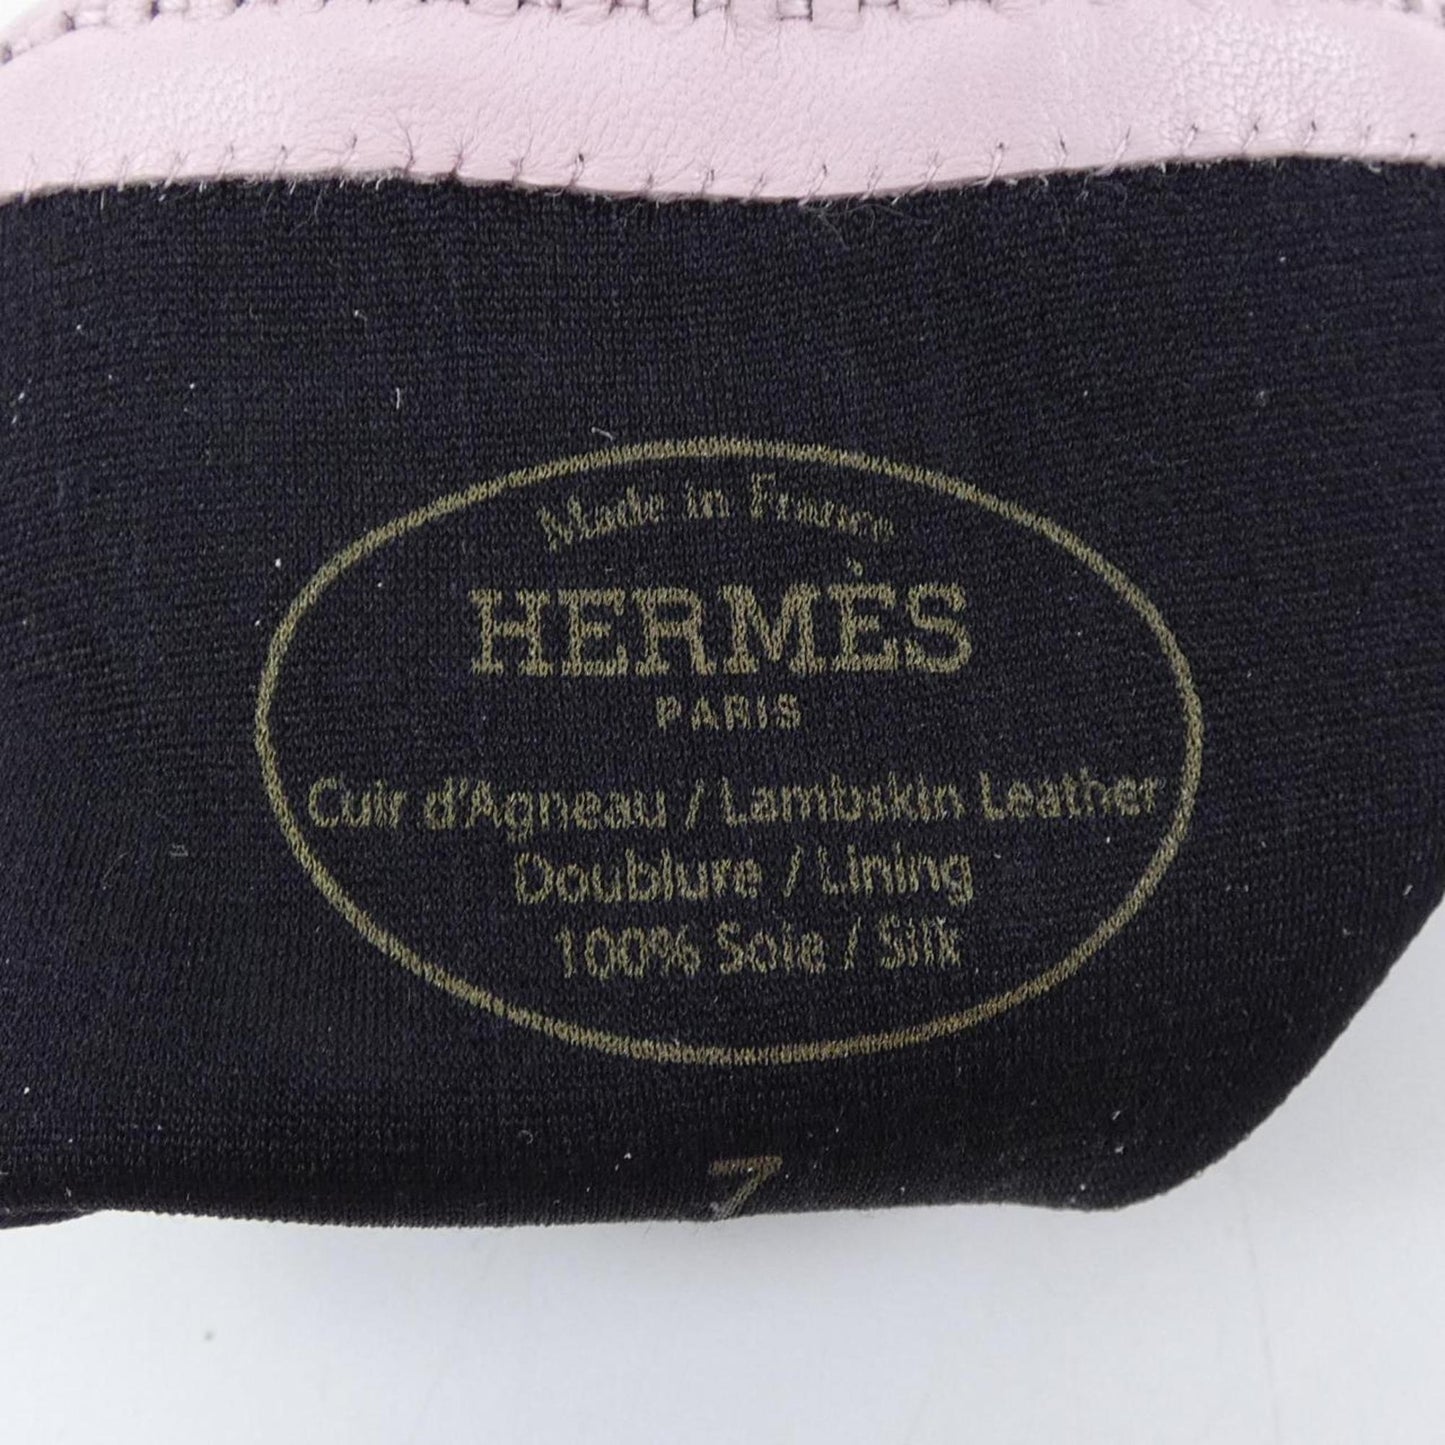 Made in France
HERMÈS
PARIS
Cuir d'Agneau / Lambskin Leather
Doublure / Lining
100% Soie / Silk
7